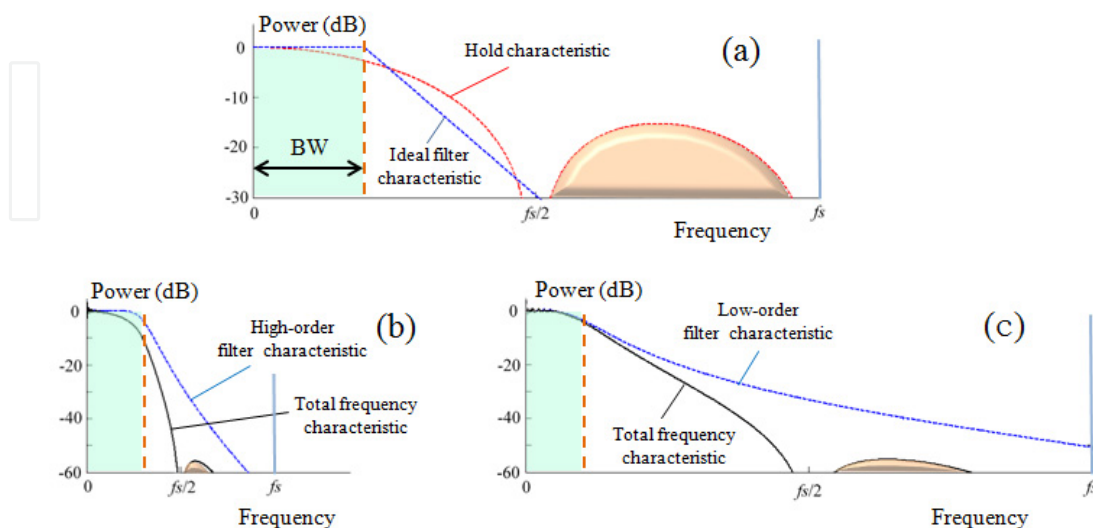 Power (dB)
(a)
Hold characteristic
0
-10
-20
-30
BW
Ideal filter
characteristic
0
fs/2
fs
Frequency
Power (dB)
(b)
High-order
filter characteristic
0
-20
-40
-60
Total frequency
characteristic
0
fs/2
fs
Frequency
Power (dB)
(c)
Low-order
filter characteristic
0
-20
-40
-60
Total frequency
characteristic
0
fs/2
fs
Frequency